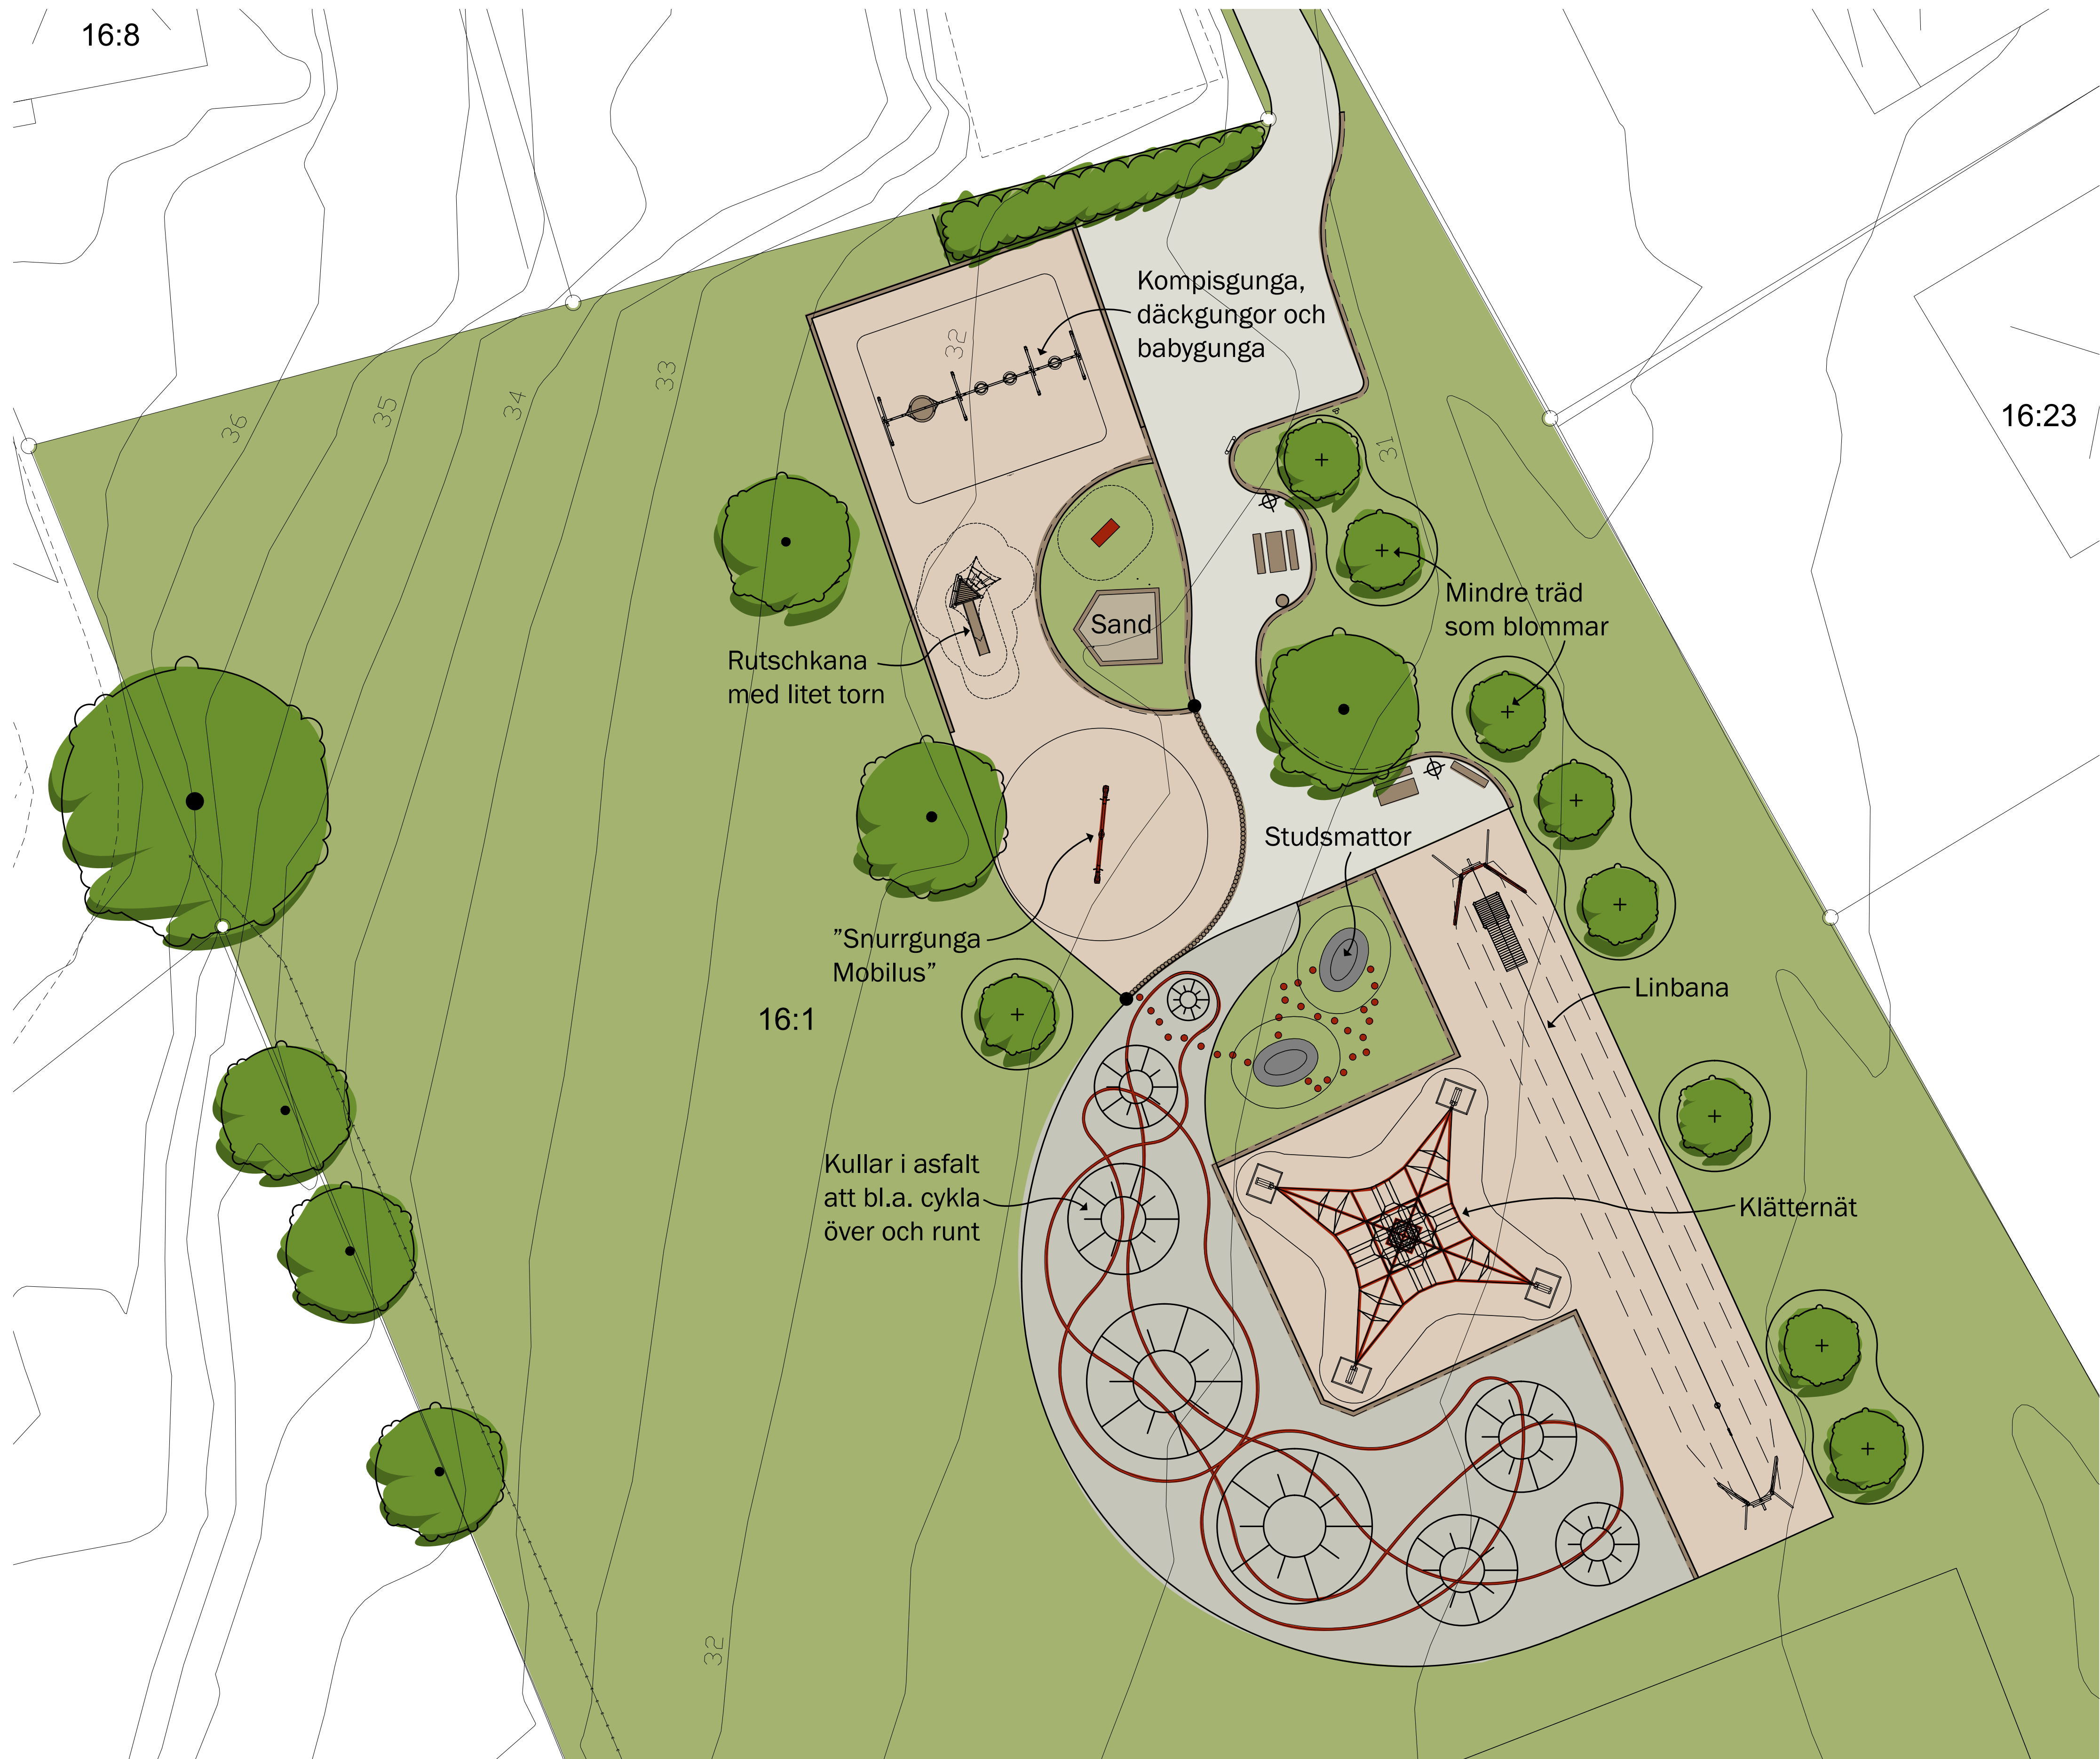 16:8
Kompisgunga,
däckgungor och
babygunga
32
33
34
35
36
31
16:23
Mindre träd
som blommar
Sand
Rutschkana
med litet torn
Studsmattor
”Snurrgunga
Mobilus”
Linbana
16:1
Kullar i asfalt
att bl.a. cykla
över och runt
Klätternät
32